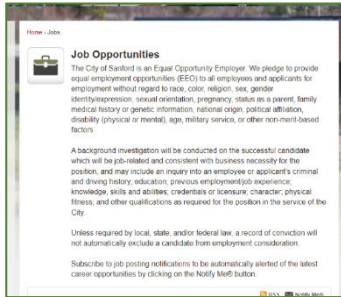 Home › Jobs
Job Opportunities
The City of Sanford is an Equal Opportunity Employer. We pledge to provide
equal employment opportunities (EEO) to all employees and applicants for
employment without regard to race, color, religion, sex, gender
identity/expression, sexual orientation, pregnancy, status as a parent, family
medical history or genetic information, national origin, political affiliation,
disability (physical or mental), age, military service, or other non-merit-based
factors.
A background investigation will be conducted on the successful candidate
which will be job-related and consistent with business necessity for the
position, and may include an inquiry into an employee or applicant's criminal
and driving history; education; previous employment/job experience;
knowledge, skills and abilities; credentials or licensure; character; physical
fitness; and other qualifications as required for the position in the service of the
City.
Unless required by local, state, and/or federal law, a record of conviction will
not automatically exclude a candidate from employment consideration.
Subscribe to job posting notifications to be automatically alerted of the latest
career opportunities by clicking on the Notify Me® button.
RSS Notify Me®